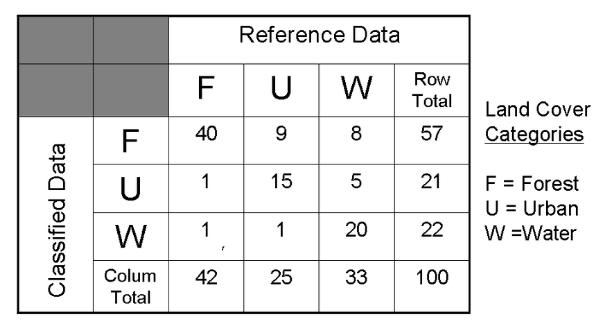 Reference Data
F U W Row Total
F 40 9 8 57
U 1 15 5 21
W 1 1 20 22
Colum Total 42 25 33 100
Classified Data
Land Cover
Categories
F = Forest
U = Urban
W =Water